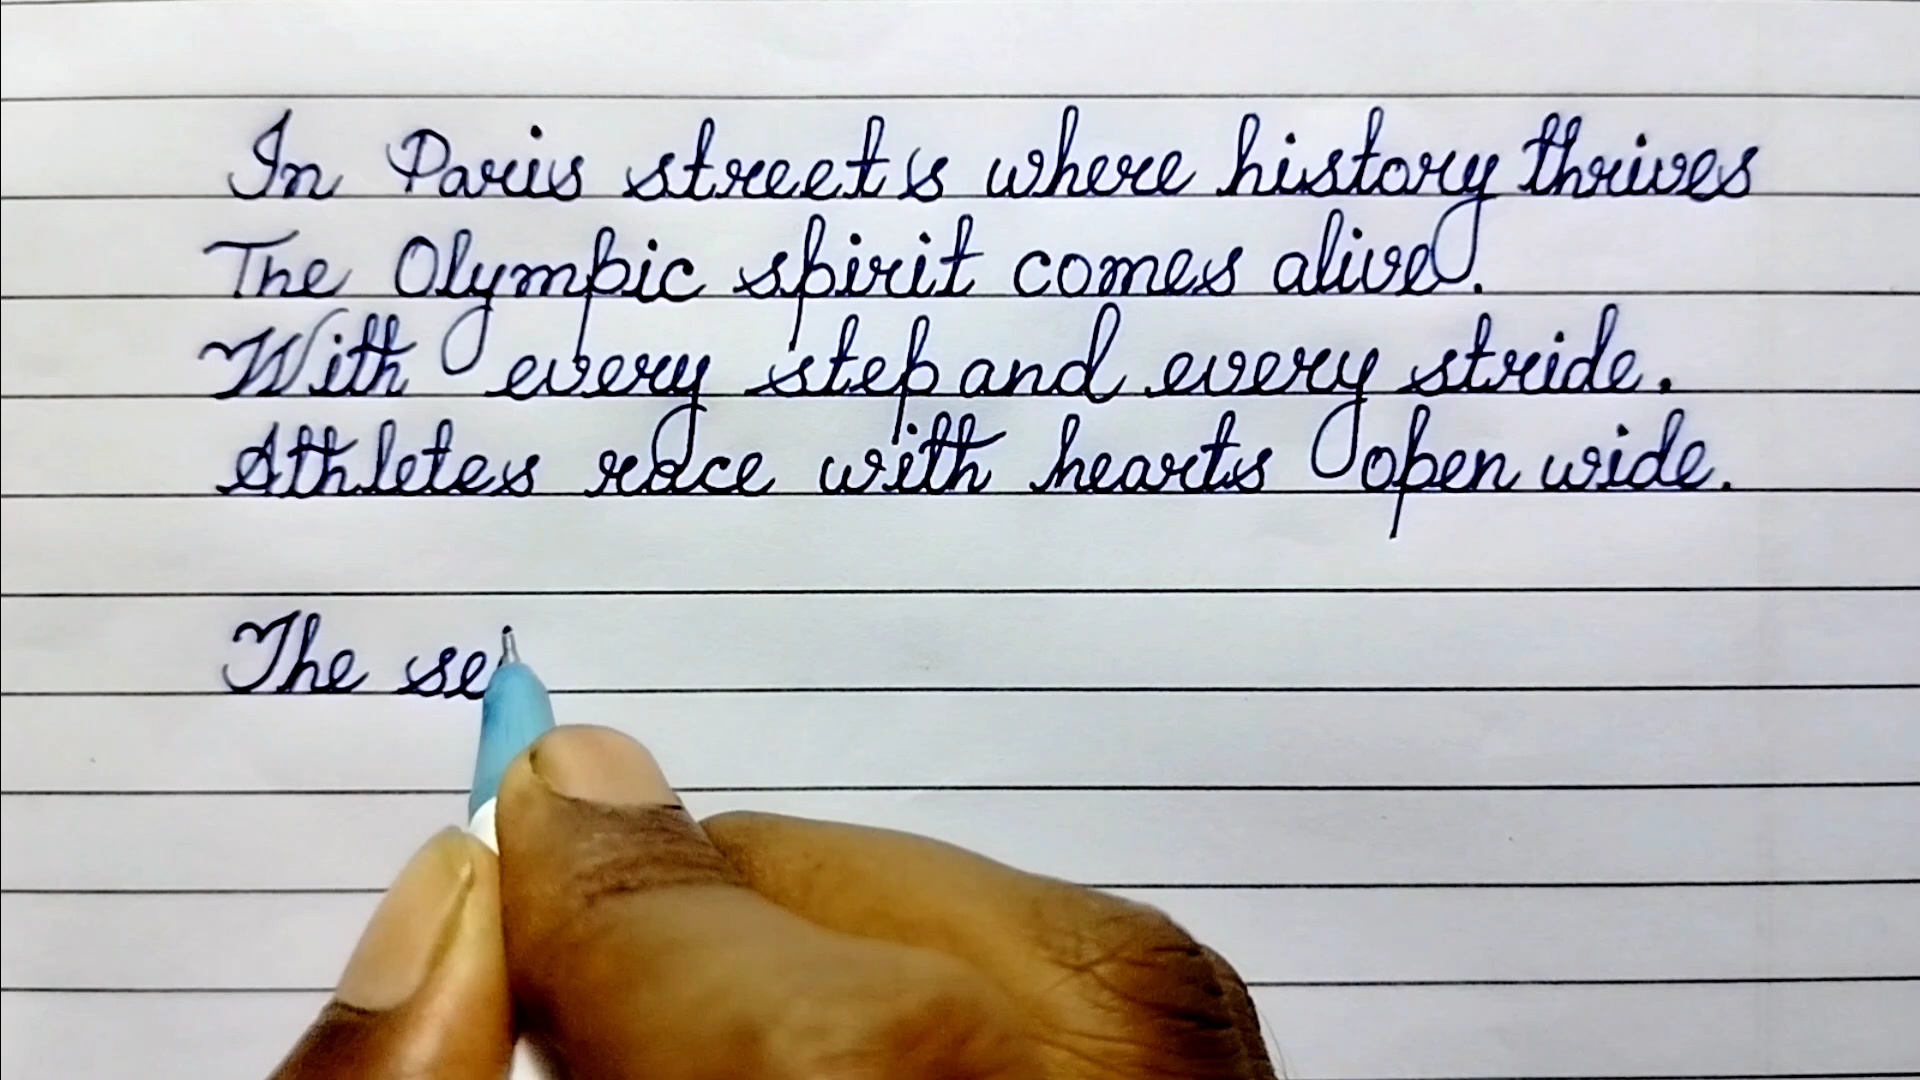 In Paris streets where history thrives
The Olympic spirit comes alive.
With every step and every stride.
Athletes race with hearts open wide.
The se